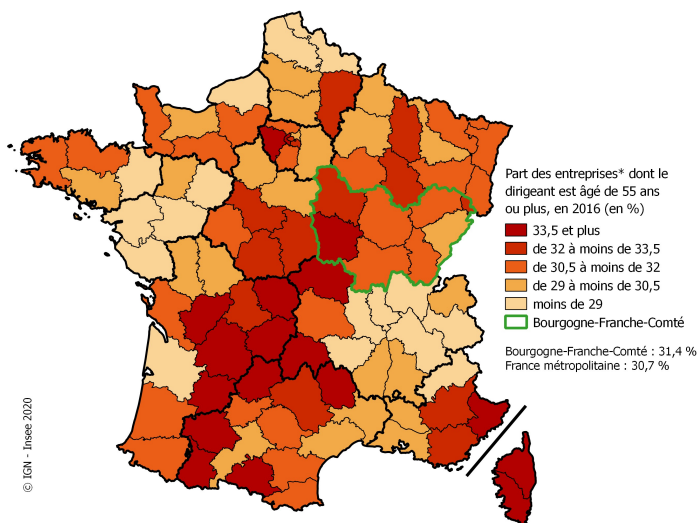 Part des entreprises* dont le
dirigeant est âgé de 55 ans
ou plus, en 2016 (en %)
33,5 et plus
de 32 à moins de 33,5
de 30,5 à moins de 32
de 29 à moins de 30,5
moins de 29
Bourgogne-Franche-Comté
Bourgogne-Franche-Comté : 31,4 %
France métropolitaine : 30,7 %
© IGN - Insee 2020